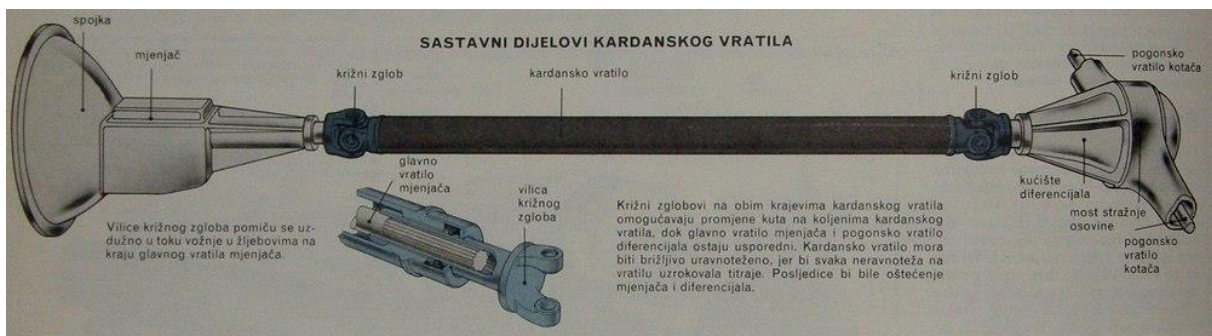 spojka
mjenjač
SASTAVNI DIJELOVI KARDANSKOG VRATILA
križni zglob
kardansko vratilo
križni zglob
pogonsko
vratilo kotača
glavno
vratilo
mjenjača
vilica
križnog
zgloba
Vilice križnog zgloba pomiču se uz-
dužno u toku vožnje u žljebovima na
kraju glavnog vratila mjenjača.
Križni zglobovi na obim krajevima kardanskog vratila
omogućavaju promjene kuta na koljenima kardanskog
vratila, dok glavno vratilo mjenjača i pogonsko vratilo
diferencijala ostaju usporedni. Kardansko vratilo mora
biti brižljivo uravnoteženo, jer bi svaka neravnoteža na
vratilu uzrokovala titraje. Posljedice bi bile oštećenje
mjenjača i diferencijala.
kućište
diferencijala
most stražnje
osovine
pogonsko
vratilo
kotača